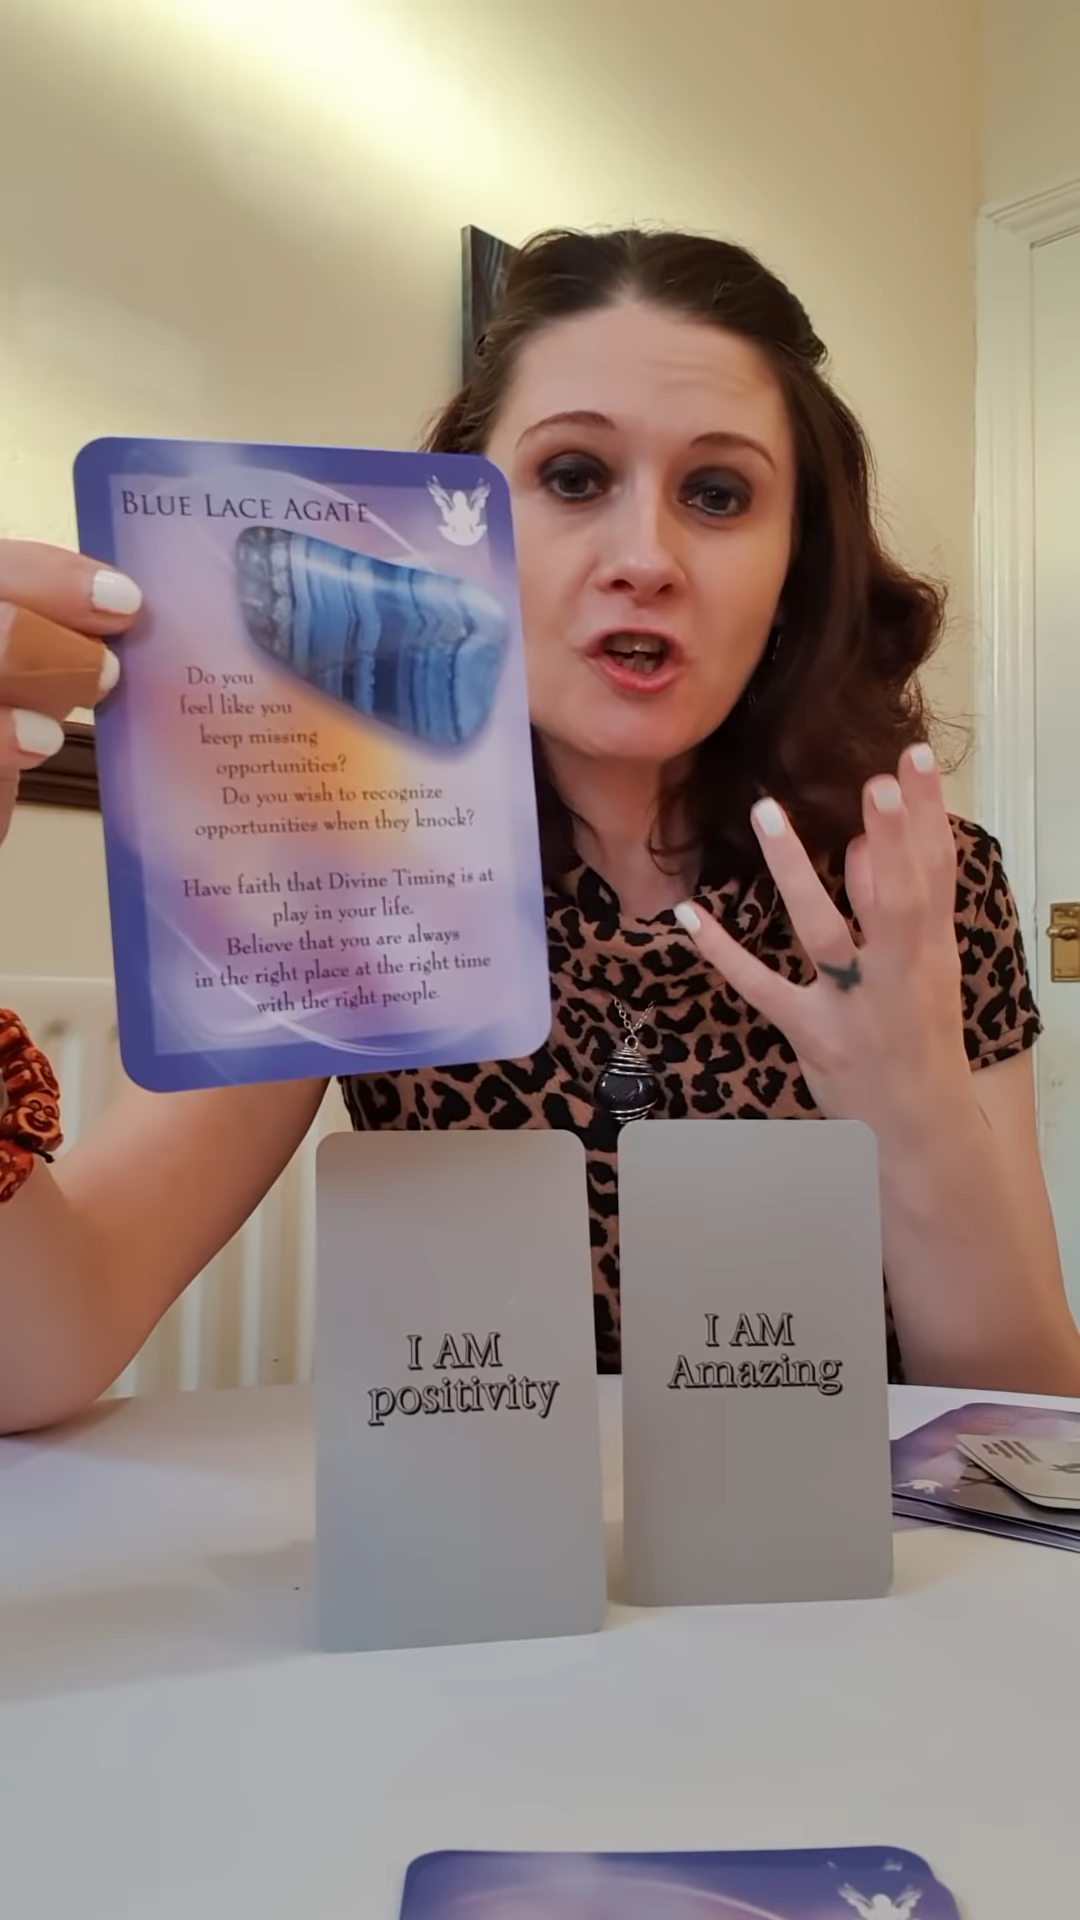 BLUE LACE AGATE
Do you
feel like you
keep missing
opportunities?
Do you wish to recognize
opportunities when they knock?
Have faith that Divine Timing is at
play in your life.
Believe that you are always
in the right place at the right time
with the right people.
I AM
positivity
I AM
Amazing